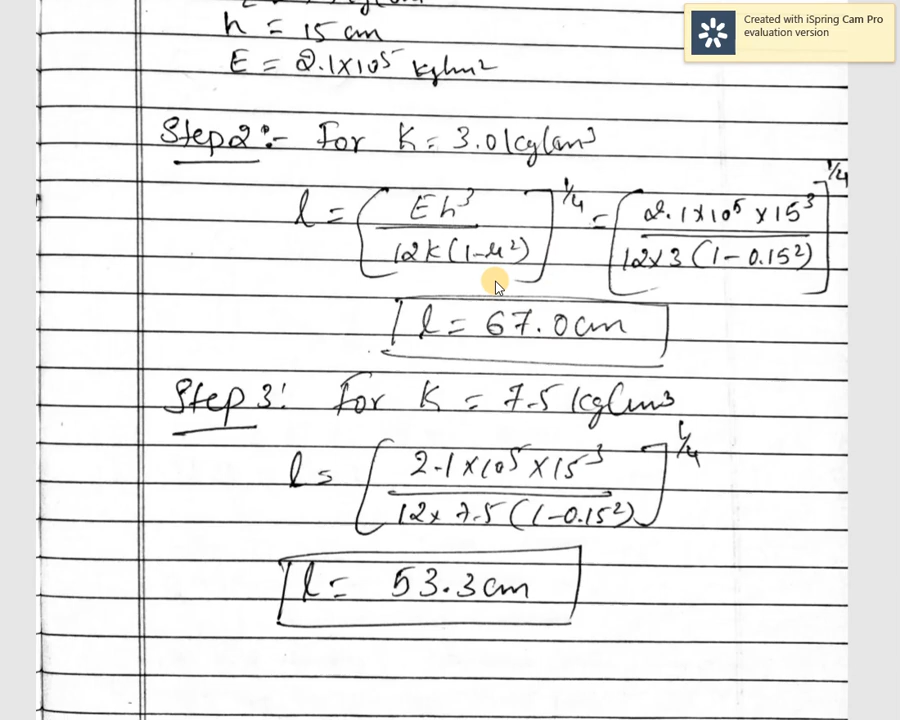 Created with iSpring Cam Pro
evaluation version
h = 15 cm
E = 2.1×10⁵ kg/cm²
Step 2:- For K = 3.0 kg/cm³
l = [Eh³ / 12K(1-μ²)]^1/4 = [2.1×10⁵ × 15³ / 12×3 (1-0.15²)]^1/4
l = 67.0 cm
Step 3: For K = 7.5 kg/cm³
l = [2.1×10⁵ × 15³ / 12×7.5 (1-0.15²)]^1/4
l = 53.3 cm